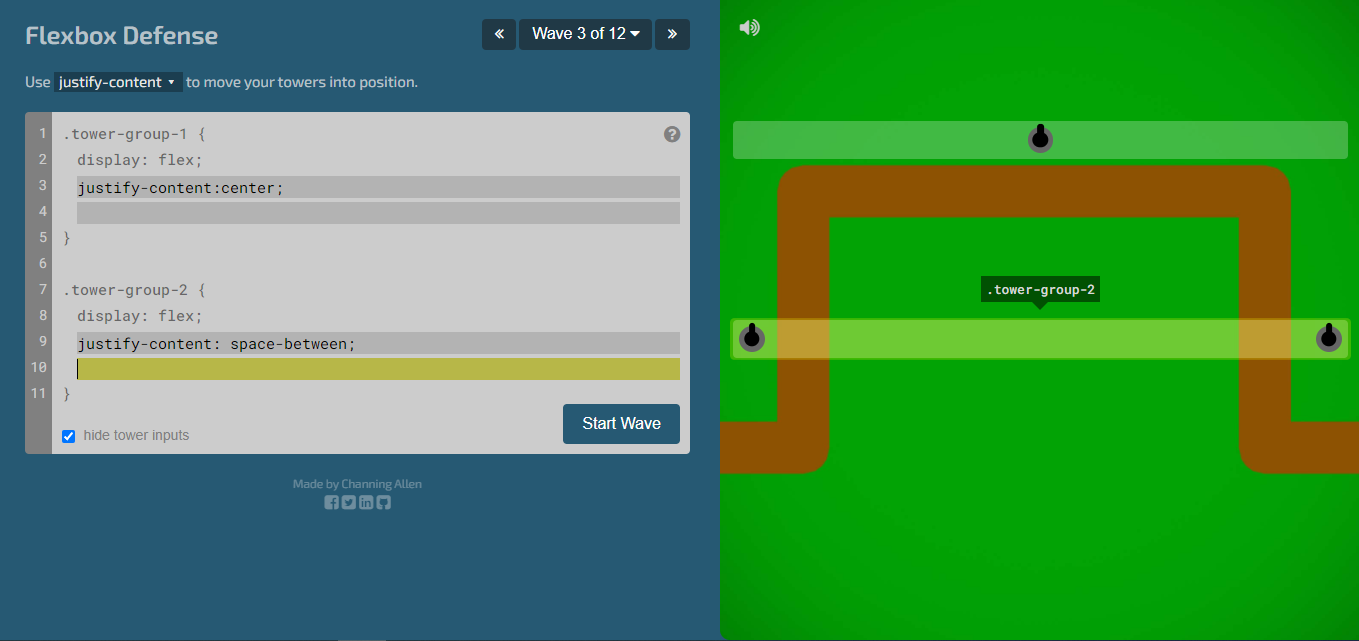 Flexbox Defense
« Wave 3 of 12 »
Use justify-content to move your towers into position.
1 .tower-group-1 {
2 display: flex;
3 justify-content:center;
4
5 }
6
7 .tower-group-2 {
8 display: flex;
9 justify-content: space-between;
10
11 }
?
hide tower inputs
Start Wave
Made by Channing Allen
.tower-group-2